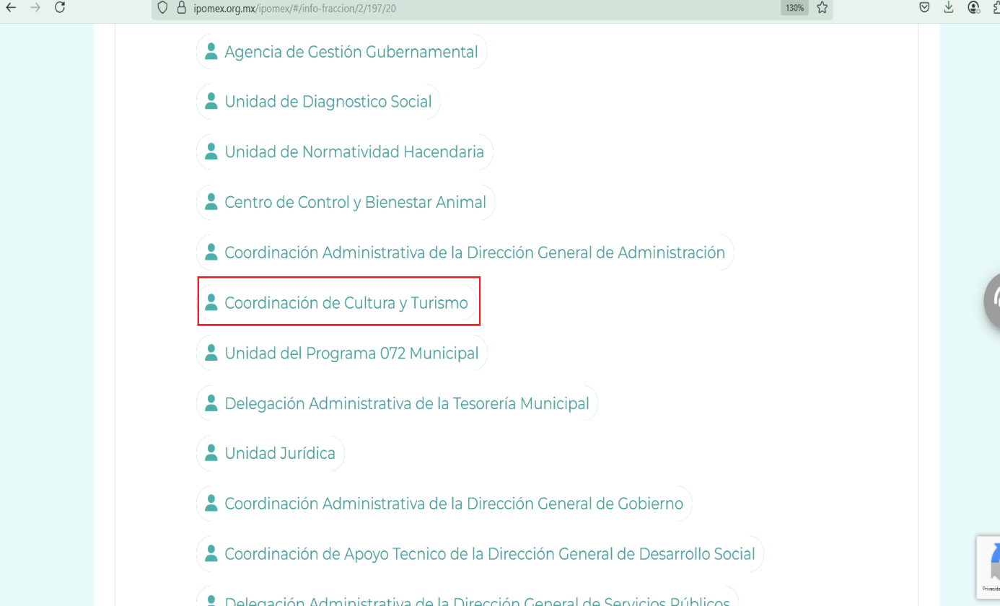 ipomex.org.mx/ipomex/#/info-fraccion/2/197/20
130%
Agencia de Gestión Gubernamental
Unidad de Diagnostico Social
Unidad de Normatividad Hacendaria
Centro de Control y Bienestar Animal
Coordinación Administrativa de la Dirección General de Administración
Coordinación de Cultura y Turismo
Unidad del Programa 072 Municipal
Delegación Administrativa de la Tesorería Municipal
Unidad Jurídica
Coordinación Administrativa de la Dirección General de Gobierno
Coordinación de Apoyo Tecnico de la Dirección General de Desarrollo Social
Delegación Administrativa de la Dirección General de Servicios Públicos